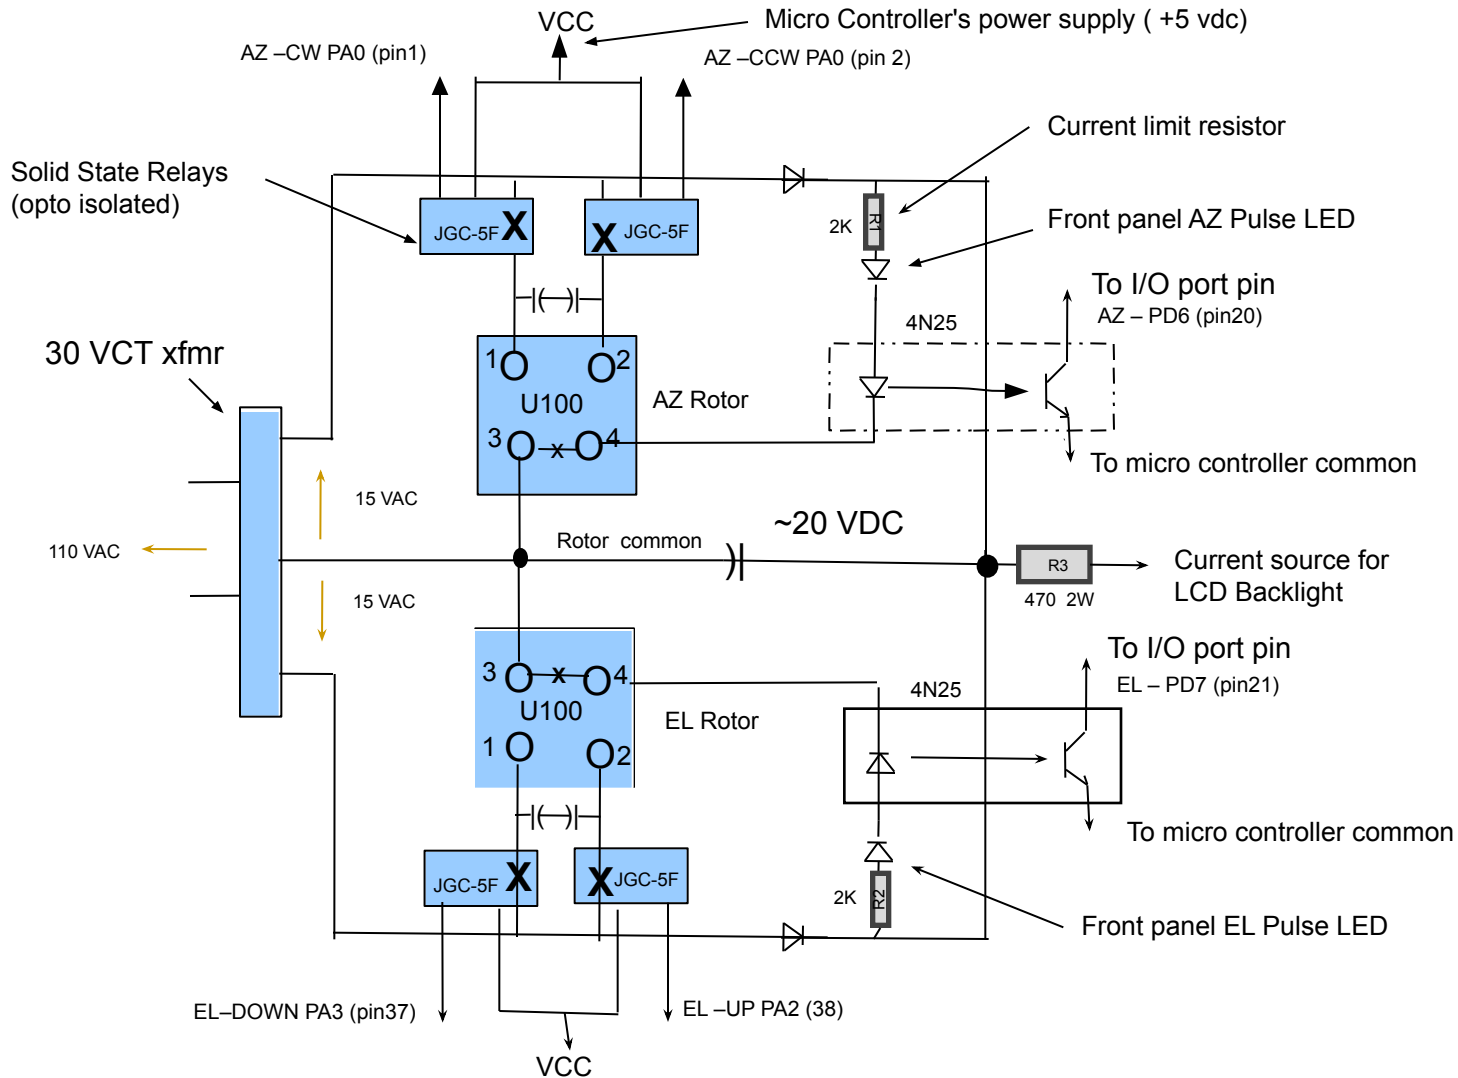 VCC
Micro Controller's power supply ( +5 vdc)
AZ –CW PA0 (pin1)
AZ –CCW PA0 (pin 2)
Current limit resistor
Solid State Relays
(opto isolated)
JGC-5F
X
X
JGC-5F
2K
R1
Front panel AZ Pulse LED
To I/O port pin
AZ – PD6 (pin20)
4N25
30 VCT xfmr
1
2
U100
AZ Rotor
3
x
4
To micro controller common
15 VAC
~20 VDC
110 VAC
Rotor common
R3
Current source for
LCD Backlight
15 VAC
470 2W
3
x
4
To I/O port pin
EL – PD7 (pin21)
4N25
U100
EL Rotor
1
2
To micro controller common
JGC-5F
X
X
JGC-5F
2K
R2
Front panel EL Pulse LED
EL–DOWN PA3 (pin37)
EL –UP PA2 (38)
VCC